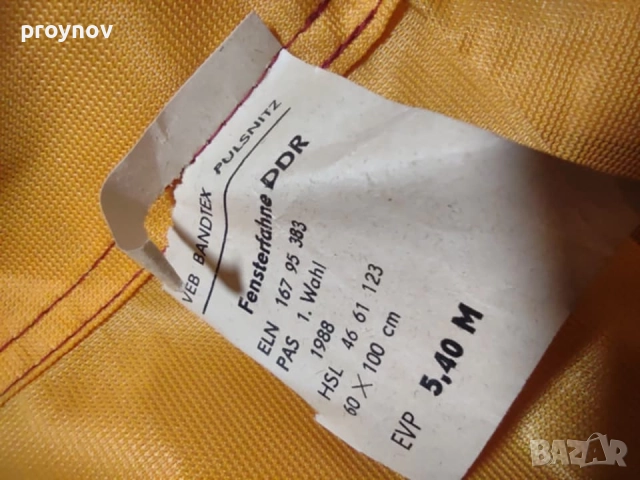 proynov
VEB BANDTEX PULSNITZ
Fensterfahne DDR
ELN 167 95 383
PAS 1. Wahl
1988
HSL 46 61 123
60 X 100 cm
EVP 5,40 M
BAZAR